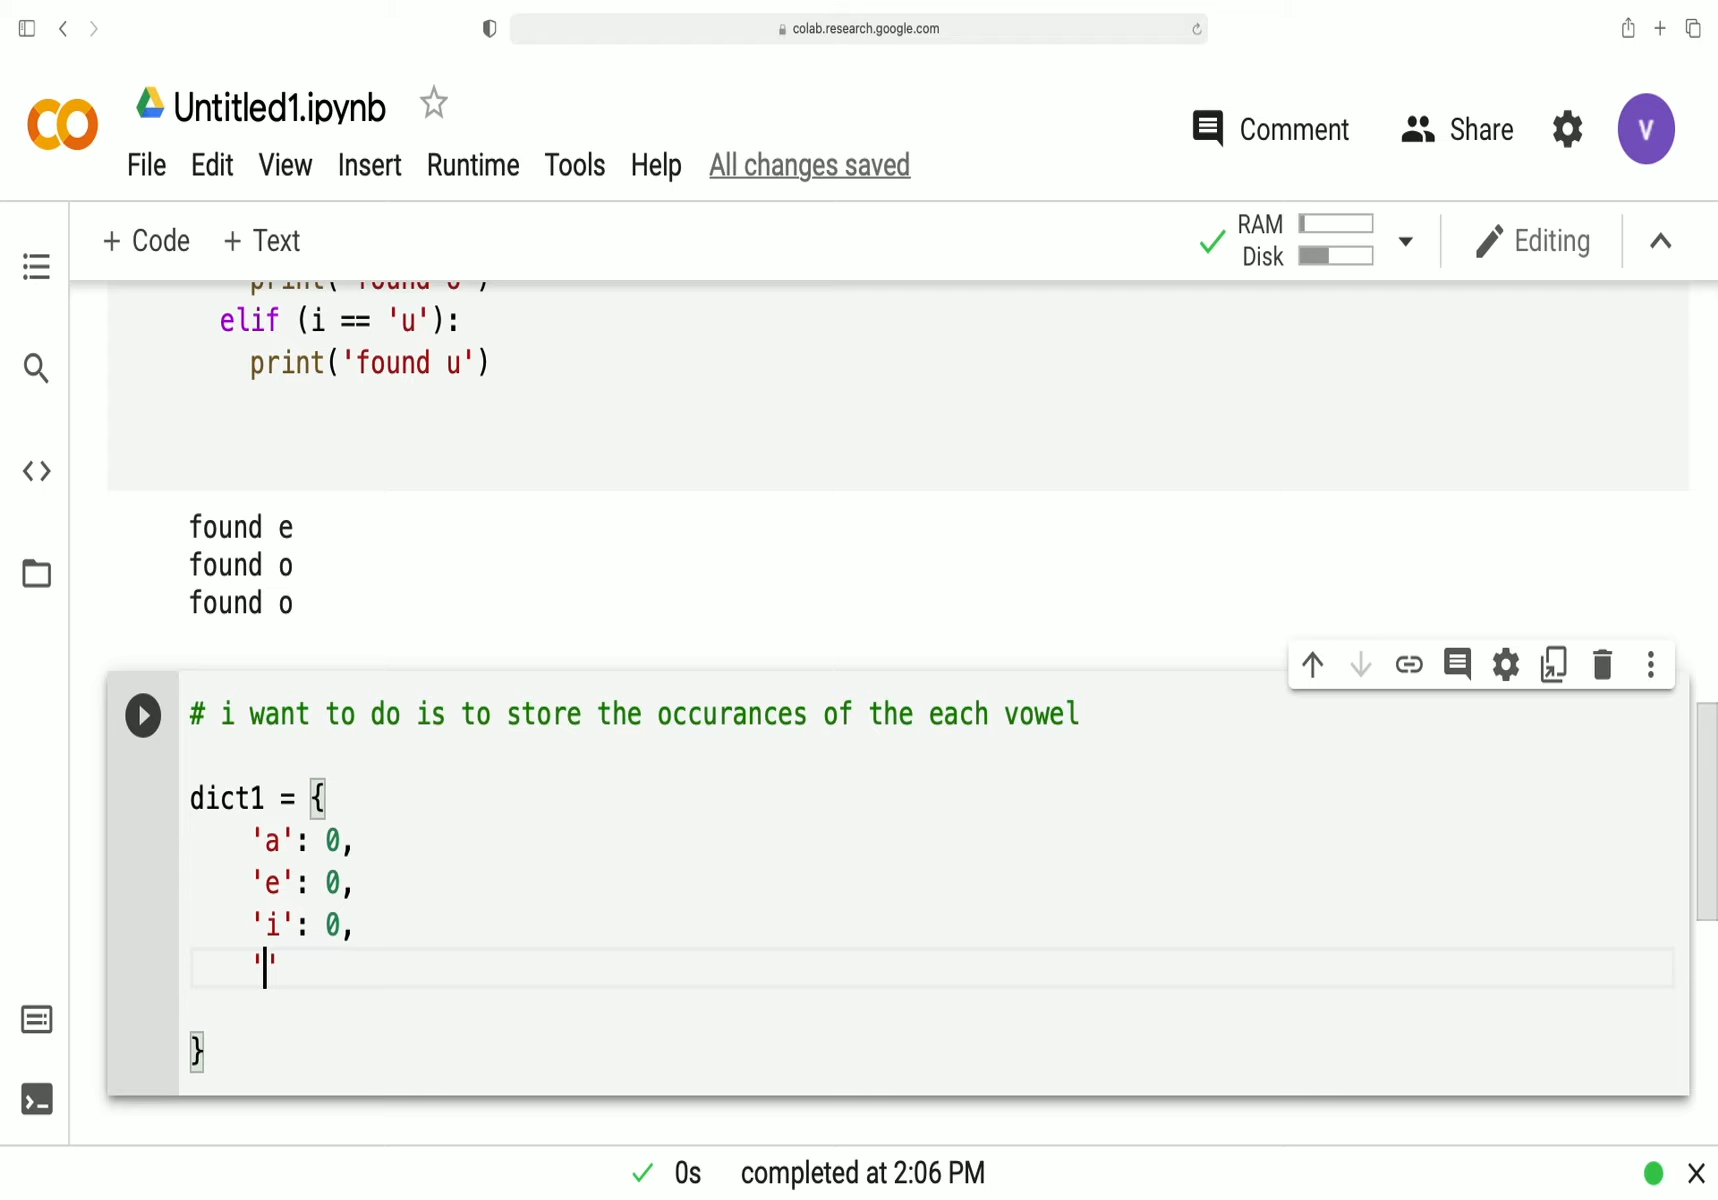 colab.research.google.com
Untitled1.ipynb
Comment
Share
V
File Edit View Insert Runtime Tools Help All changes saved
+ Code + Text
RAM
Disk
Editing
print('found o')
elif (i == 'u'):
print('found u')
found e
found o
found o
# i want to do is to store the occurances of the each vowel
dict1 = {
'a': 0,
'e': 0,
'i': 0,
''
}
0s completed at 2:06 PM